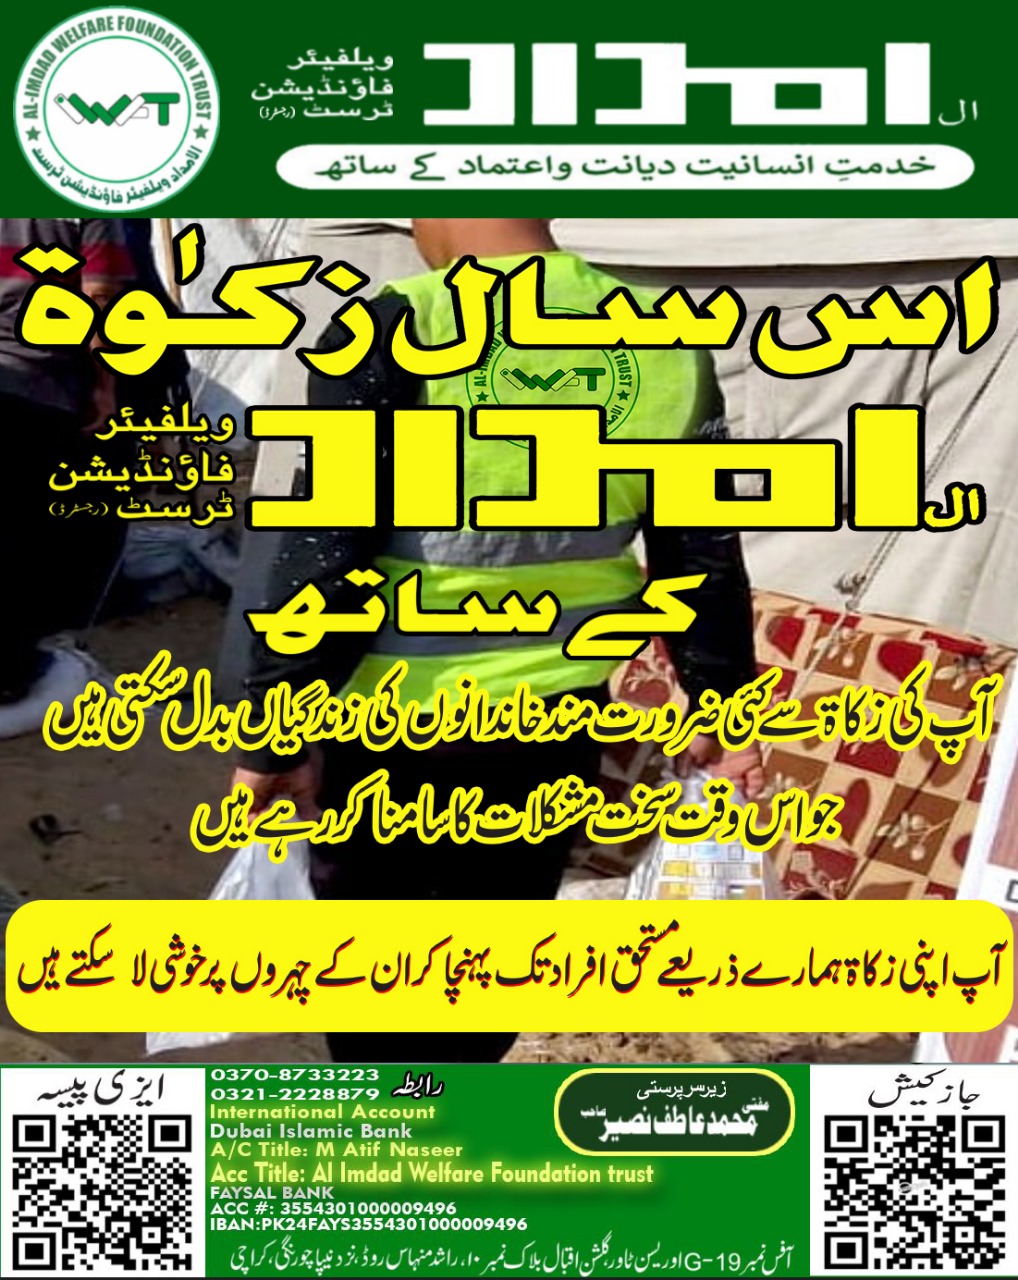 AL-IMDAD WELFARE FOUNDATION TRUST
الامداد ویلفیئر فاؤنڈیشن ٹرسٹ
ال امداد
ویلفیئر
فاؤنڈیشن
ٹرسٹ (رجسٹرڈ)
خدمتِ انسانیت دیانت واعتماد کے ساتھ
اس سال زکوٰۃ
ال امداد
ویلفیئر
فاؤنڈیشن
ٹرسٹ (رجسٹرڈ)
کے ساتھ
آپ کی زکاۃ سے کئی ضرورت مند خاندانوں کی زندگیاں بدل سکتی ہیں
جو اس وقت سخت مشکلات کا سامنا کر رہے ہیں
آپ اپنی زکاۃ ہمارے ذریعے مستحق افراد تک پہنچا کر ان کے چہروں پر خوشی لا سکتے ہیں
جاز کیش
زیر سرپرستی
مفتی محمد عاطف نصیر صاحب
رابطہ
0370-8733223
0321-2228879
International Account
Dubai Islamic Bank
A/C Title: M Atif Naseer
Acc Title: Al Imdad Welfare Foundation trust
FAYSAL BANK
ACC #: 3554301000009496
IBAN:PK24FAYS3554301000009496
ایزی پیسہ
آفس نمبر G-19 اوریسن ٹاور، گلشن اقبال بلاک نمبر ۱۰، راشد منہاس روڈ، نزد نیپا چورنگی، کراچی